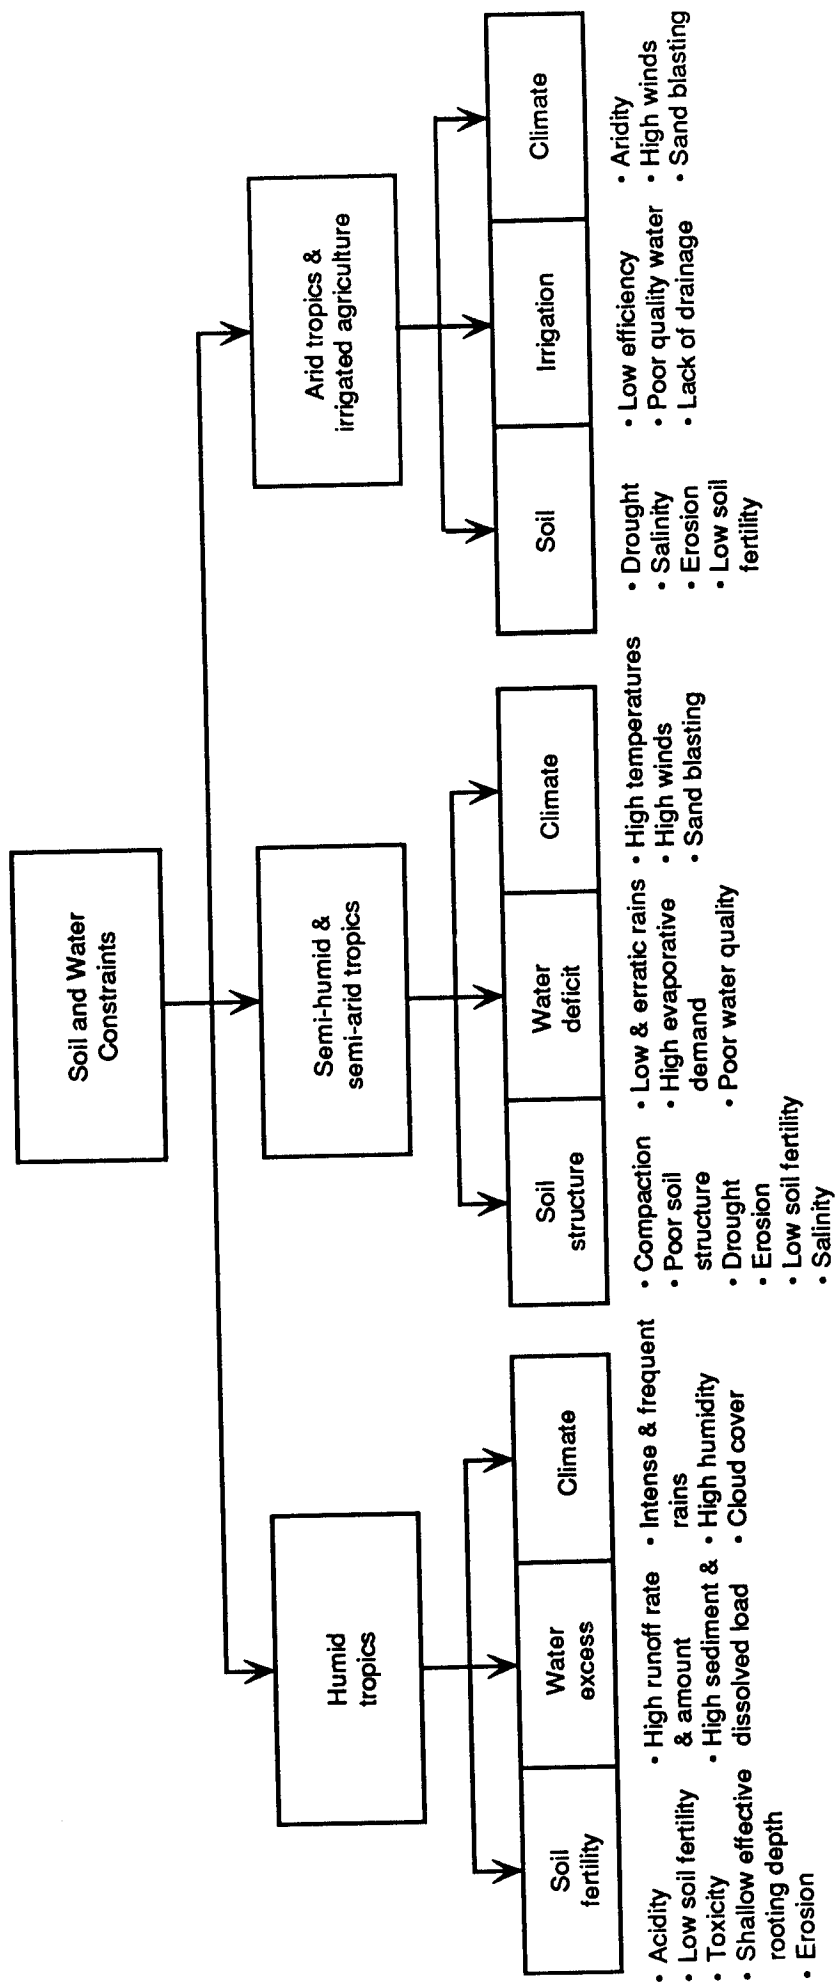 Soil and Water
Constraints
Humid
tropics
Semi-humid &
semi-arid tropics
Arid tropics &
irrigated agriculture
Soil
fertility
Water
excess
Climate
Soil
structure
Water
deficit
Climate
Soil
Irrigation
Climate
• Acidity
• Low soil fertility
• Toxicity
• Shallow effective
rooting depth
• Erosion
• High runoff rate
& amount
• High sediment &
dissolved load
• Intense & frequent
rains
• High humidity
• Cloud cover
• Compaction
• Poor soil
structure
• Drought
• Erosion
• Low soil fertility
• Salinity
• Low & erratic rains
• High evaporative
demand
• Poor water quality
• High temperatures
• High winds
• Sand blasting
• Drought
• Salinity
• Erosion
• Low soil
fertility
• Low efficiency
• Poor quality water
• Lack of drainage
• Aridity
• High winds
• Sand blasting